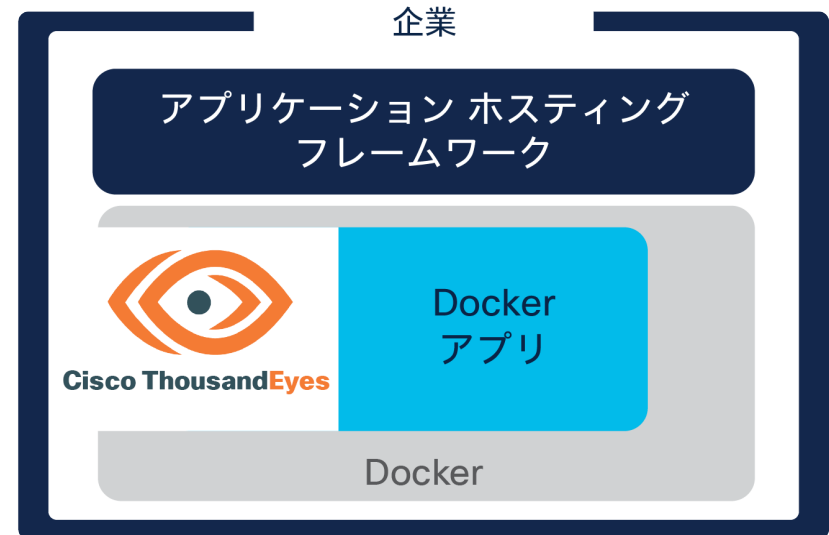 企業
アプリケーション ホスティング
フレームワーク
Docker
アプリ
Cisco ThousandEyes
Docker